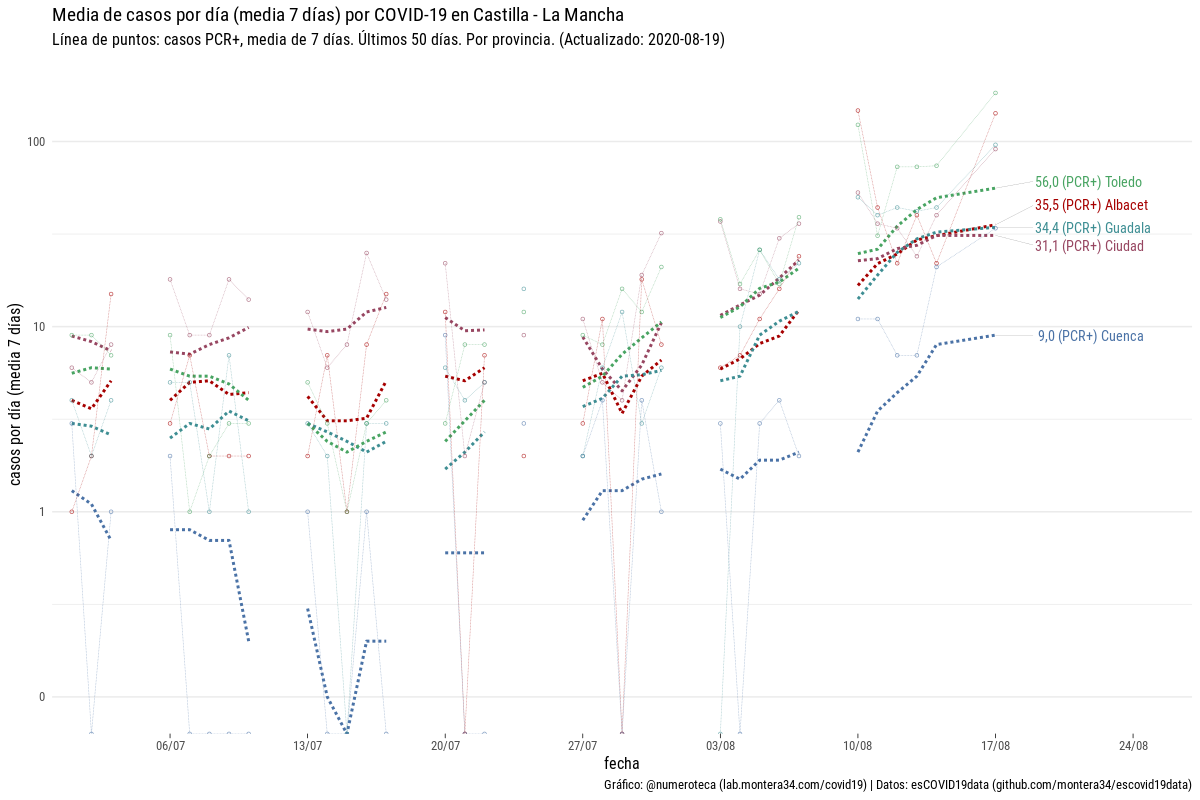 Media de casos por día (media 7 días) por COVID-19 en Castilla - La Mancha
Línea de puntos: casos PCR+, media de 7 días. Últimos 50 días. Por provincia. (Actualizado: 2020-08-19)
casos por día (media 7 días)
100
10
1
0
56,0 (PCR+) Toledo
35,5 (PCR+) Albacet
34,4 (PCR+) Guadala
31,1 (PCR+) Ciudad
9,0 (PCR+) Cuenca
06/07
13/07
20/07
27/07
03/08
10/08
17/08
24/08
fecha
Gráfico: @numeroteca (lab.montera34.com/covid19) | Datos: esCOVID19data (github.com/montera34/escovid19data)